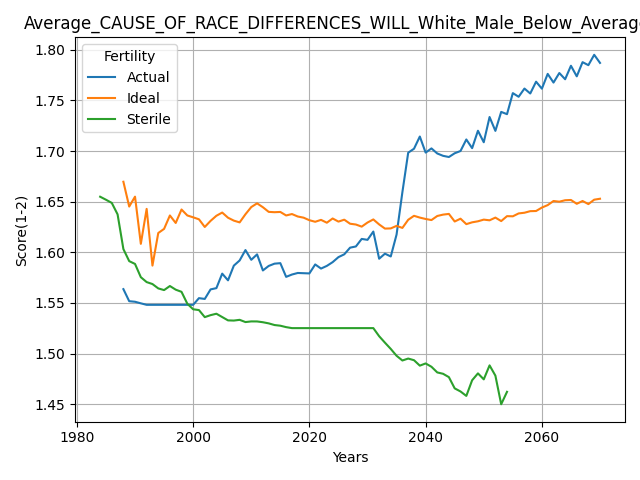 Average_CAUSE_OF_RACE_DIFFERENCES_WILL_White_Male_Below_Average
Fertility
Actual
Ideal
Sterile
Score(1-2)
1.80
1.75
1.70
1.65
1.60
1.55
1.50
1.45
1980
2000
2020
2040
2060
Years